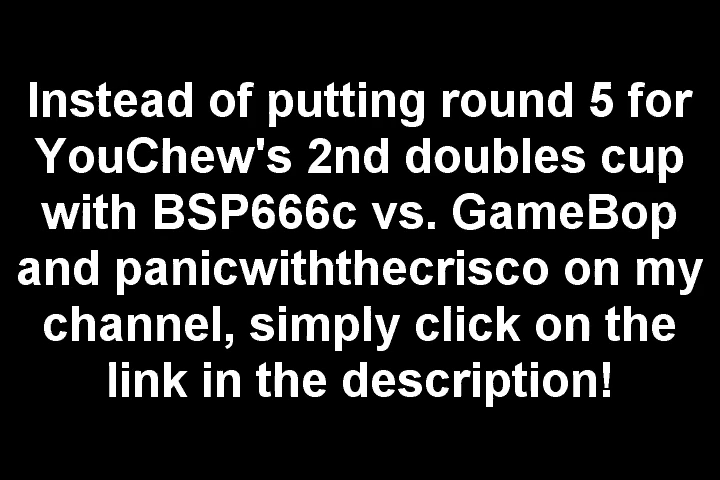 Instead of putting round 5 for
YouChew's 2nd doubles cup
with BSP666c vs. GameBop
and panicwiththecrisco on my
channel, simply click on the
link in the description!